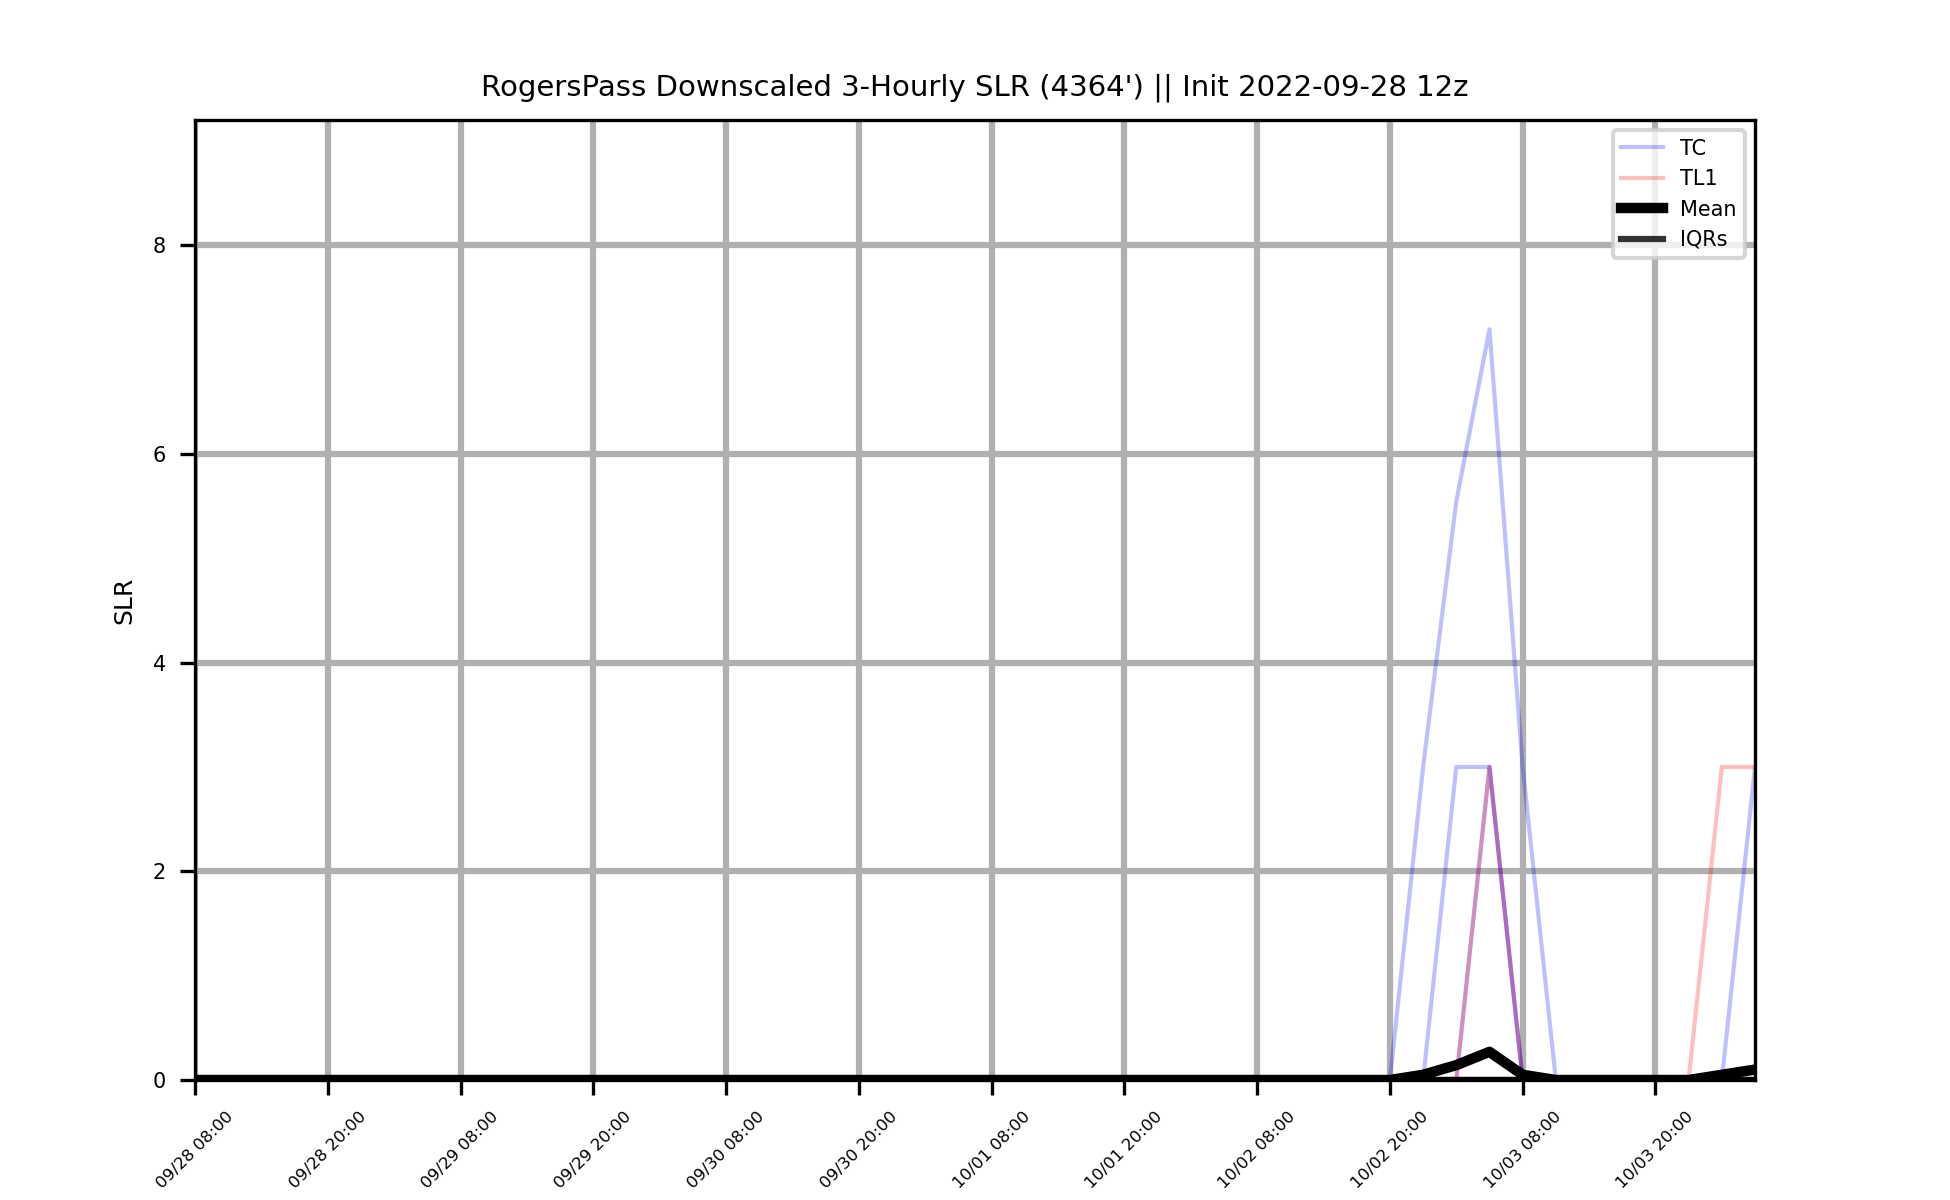 RogersPass Downscaled 3-Hourly SLR (4364') || Init 2022-09-28 12z
TC
TL1
Mean
IQRs
8
6
4
2
0
SLR
09/28 08:00
09/28 20:00
09/29 08:00
09/29 20:00
09/30 08:00
09/30 20:00
10/01 08:00
10/01 20:00
10/02 08:00
10/02 20:00
10/03 08:00
10/03 20:00